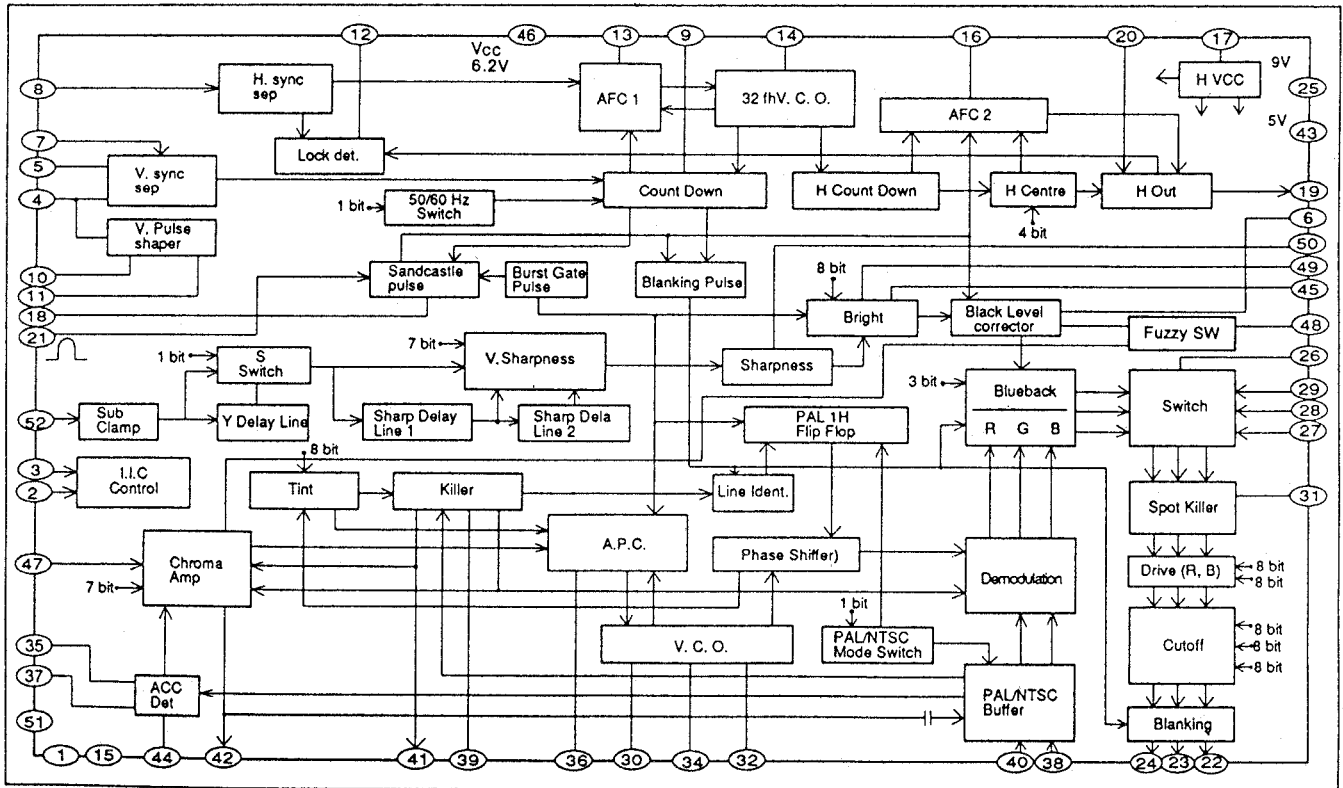 12
46
13
9
14
16
20
17
Vcc
6.2V
9V
8
H. sync
sep
AFC 1
32 fhV. C. O.
AFC 2
H VCC
25
5V
43
7
5
V. sync
sep
Lock det.
4
1 bit
50/60 Hz
Switch
Count Down
H Count Down
H Centre
H Out
19
4 bit
6
V. Pulse
shaper
50
10
11
Sandcastle
pulse
Burst Gate
Pulse
Blanking Pulse
8 bit
49
45
18
Bright
Black Level
corrector
48
21
Fuzzy SW
1 bit
S
Switch
7 bit
V.Sharpness
Sharpness
26
3 bit
Blueback
R G B
Switch
29
28
27
52
Sub
Clamp
Y Delay Line
Sharp Delay
Line 1
Sharp Dela
Line 2
PAL 1H
Flip Flop
3
2
I.I.C
Control
8 bit
Tint
Killer
Line Ident.
31
Spot Killer
47
Chroma
Amp
7 bit
A.P.C.
Phase Shiffer)
Demodulation
Drive (R, B)
8 bit
8 bit
1 bit
V. C. O.
PAL/NTSC
Mode Switch
Cutoff
8 bit
8 bit
8 bit
35
37
ACC
Det
PAL/NTSC
Buffer
Blanking
51
1
15
44
42
41
39
36
30
34
32
40
38
24
23
22